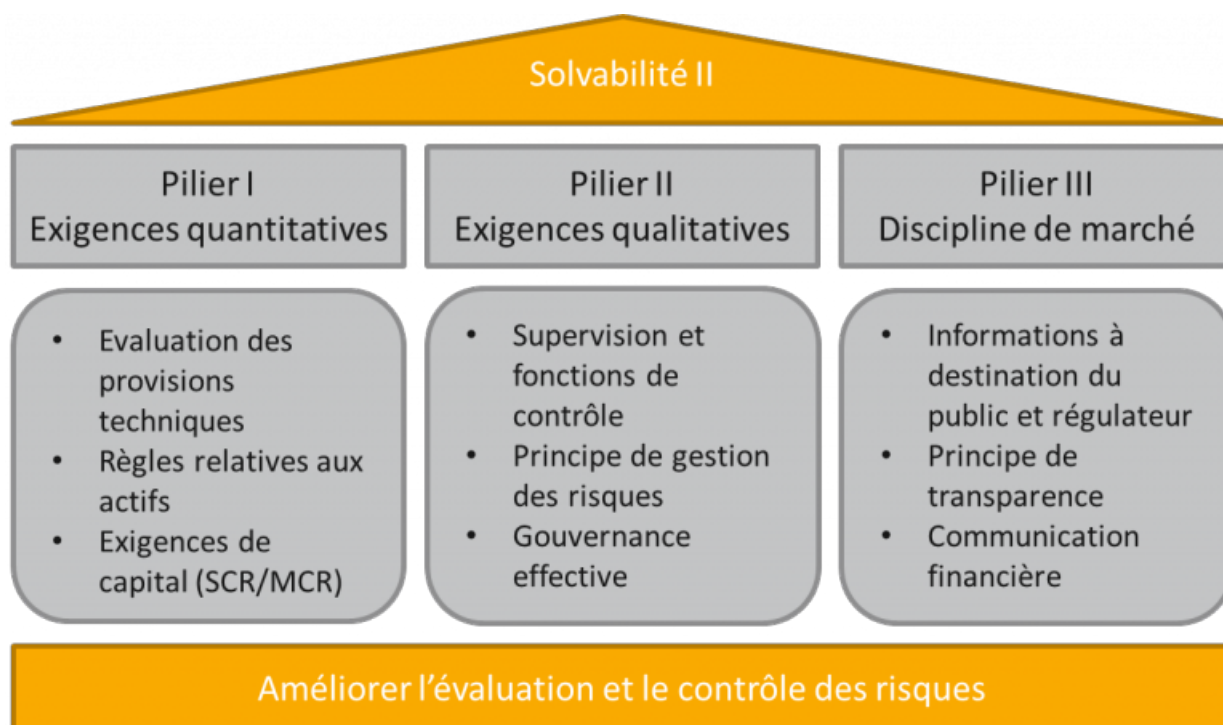 Solvabilité II
Pilier I
Exigences quantitatives
Pilier II
Exigences qualitatives
Pilier III
Discipline de marché
• Evaluation des
provisions
techniques
• Règles relatives aux
actifs
• Exigences de
capital (SCR/MCR)
• Supervision et
fonctions de
contrôle
• Principe de gestion
des risques
• Gouvernance
effective
• Informations à
destination du
public et régulateur
• Principe de
transparence
• Communication
financière
Améliorer l’évaluation et le contrôle des risques